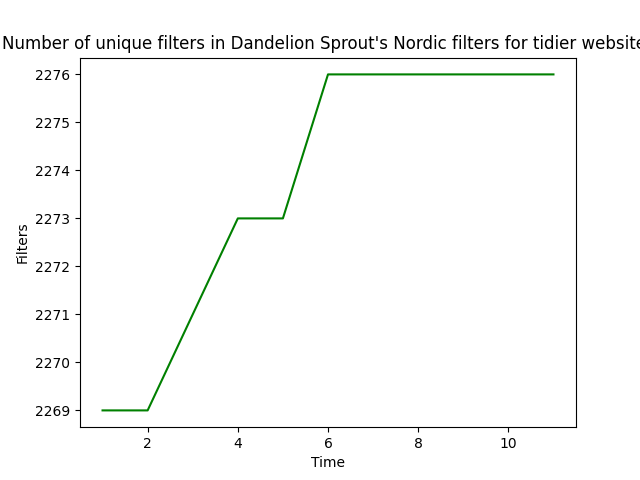 Number of unique filters in Dandelion Sprout's Nordic filters for tidier website
2276
2275
2274
2273
2272
2271
2270
2269
Filters
2 4 6 8 10
Time